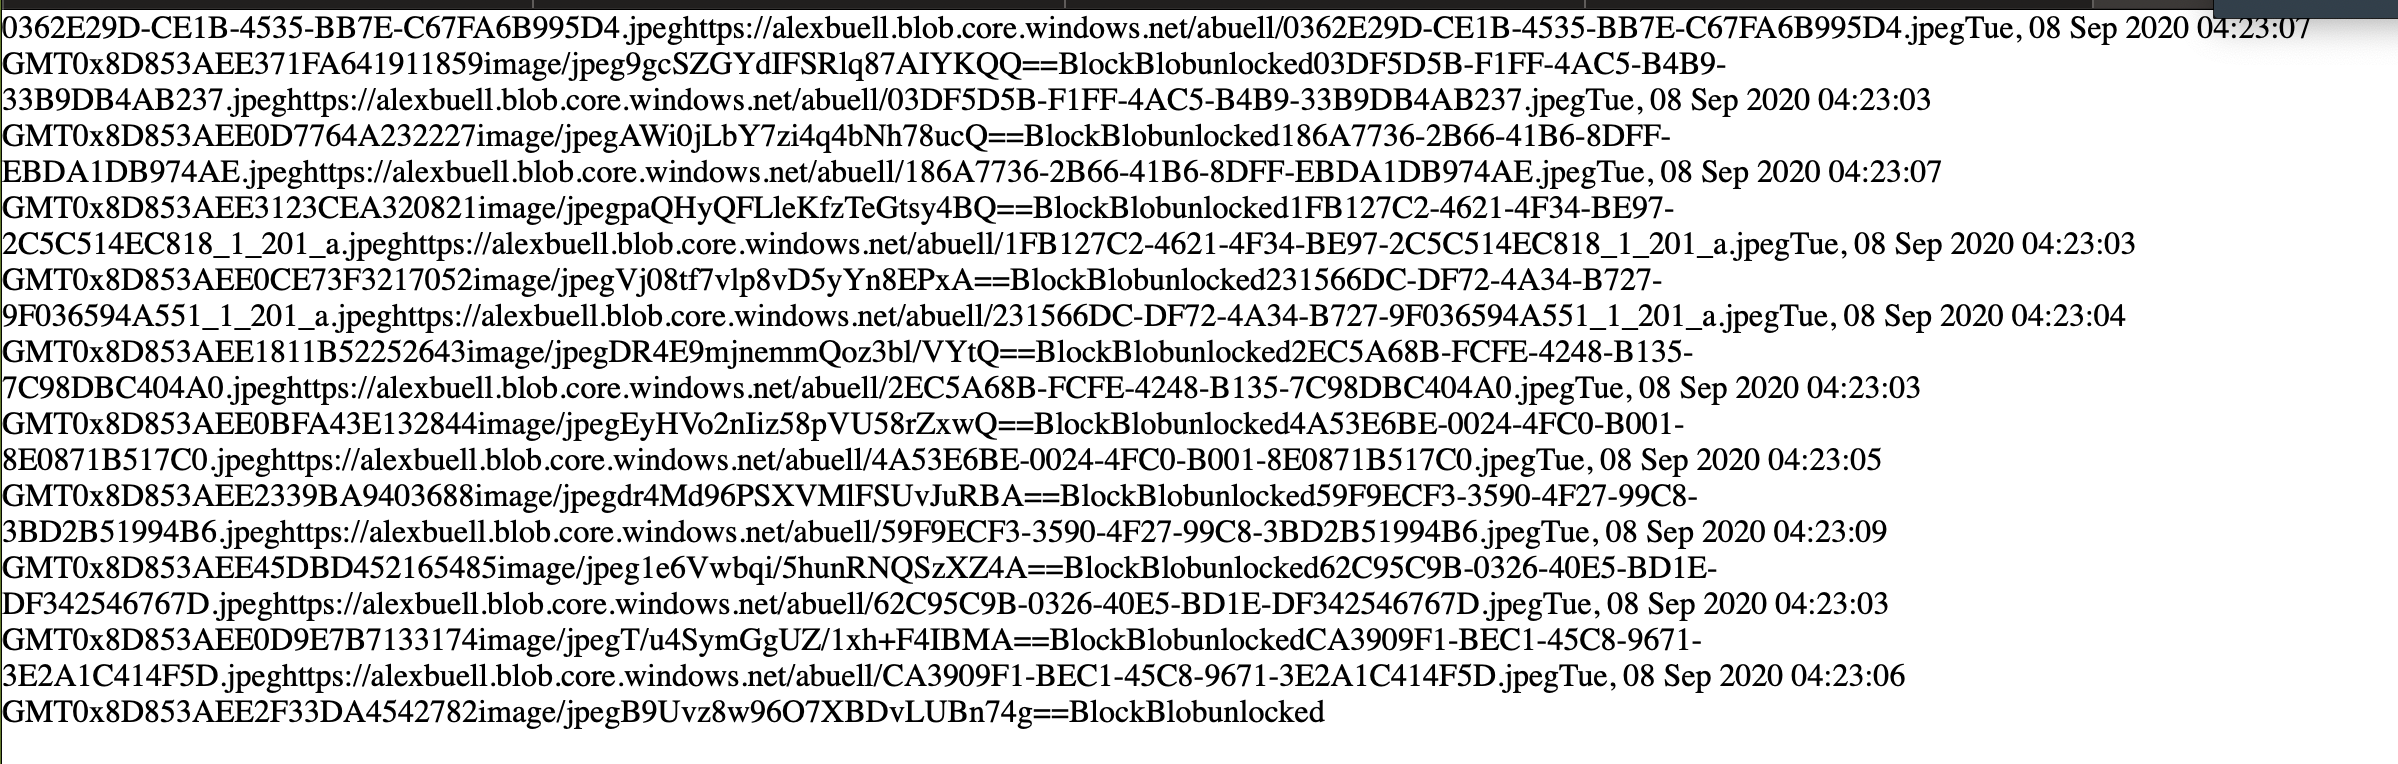 0362E29D-CE1B-4535-BB7E-C67FA6B995D4.jpeghttps://alexbuell.blob.core.windows.net/abuell/0362E29D-CE1B-4535-BB7E-C67FA6B995D4.jpegTue, 08 Sep 2020 04:23:07
GMT0x8D853AEE371FA641911859image/jpeg9gcSZGYdIFSRlq87AIYKQQ==BlockBlobunlocked03DF5D5B-F1FF-4AC5-B4B9-
33B9DB4AB237.jpeghttps://alexbuell.blob.core.windows.net/abuell/03DF5D5B-F1FF-4AC5-B4B9-33B9DB4AB237.jpegTue, 08 Sep 2020 04:23:03
GMT0x8D853AEE0D7764A232227image/jpegAWi0jLbY7zi4q4bNh78ucQ==BlockBlobunlocked186A7736-2B66-41B6-8DFF-
EBDA1DB974AE.jpeghttps://alexbuell.blob.core.windows.net/abuell/186A7736-2B66-41B6-8DFF-EBDA1DB974AE.jpegTue, 08 Sep 2020 04:23:07
GMT0x8D853AEE3123CEA320821image/jpegpaQHyQFLleKfzTeGtsy4BQ==BlockBlobunlocked1FB127C2-4621-4F34-BE97-
2C5C514EC818_1_201_a.jpeghttps://alexbuell.blob.core.windows.net/abuell/1FB127C2-4621-4F34-BE97-2C5C514EC818_1_201_a.jpegTue, 08 Sep 2020 04:23:03
GMT0x8D853AEE0CE73F3217052image/jpegVj08tf7vlp8vD5yYn8EPxA==BlockBlobunlocked231566DC-DF72-4A34-B727-
9F036594A551_1_201_a.jpeghttps://alexbuell.blob.core.windows.net/abuell/231566DC-DF72-4A34-B727-9F036594A551_1_201_a.jpegTue, 08 Sep 2020 04:23:04
GMT0x8D853AEE1811B52252643image/jpegDR4E9mjnemmQoz3bl/VYtQ==BlockBlobunlocked2EC5A68B-FCFE-4248-B135-
7C98DBC404A0.jpeghttps://alexbuell.blob.core.windows.net/abuell/2EC5A68B-FCFE-4248-B135-7C98DBC404A0.jpegTue, 08 Sep 2020 04:23:03
GMT0x8D853AEE0BFA43E132844image/jpegEyHVo2nIiz58pVU58rZxwQ==BlockBlobunlocked4A53E6BE-0024-4FC0-B001-
8E0871B517C0.jpeghttps://alexbuell.blob.core.windows.net/abuell/4A53E6BE-0024-4FC0-B001-8E0871B517C0.jpegTue, 08 Sep 2020 04:23:05
GMT0x8D853AEE2339BA9403688image/jpegdr4Md96PSXVMlFSUvJuRBA==BlockBlobunlocked59F9ECF3-3590-4F27-99C8-
3BD2B51994B6.jpeghttps://alexbuell.blob.core.windows.net/abuell/59F9ECF3-3590-4F27-99C8-3BD2B51994B6.jpegTue, 08 Sep 2020 04:23:09
GMT0x8D853AEE45DBD452165485image/jpeg1e6Vwbqi/5hunRNQSzXZ4A==BlockBlobunlocked62C95C9B-0326-40E5-BD1E-
DF342546767D.jpeghttps://alexbuell.blob.core.windows.net/abuell/62C95C9B-0326-40E5-BD1E-DF342546767D.jpegTue, 08 Sep 2020 04:23:03
GMT0x8D853AEE0D9E7B7133174image/jpegT/u4SymGgUZ/1xh+F4IBMA==BlockBlobunlockedCA3909F1-BEC1-45C8-9671-
3E2A1C414F5D.jpeghttps://alexbuell.blob.core.windows.net/abuell/CA3909F1-BEC1-45C8-9671-3E2A1C414F5D.jpegTue, 08 Sep 2020 04:23:06
GMT0x8D853AEE2F33DA4542782image/jpegB9Uvz8w96O7XBDvLUBn74g==BlockBlobunlocked